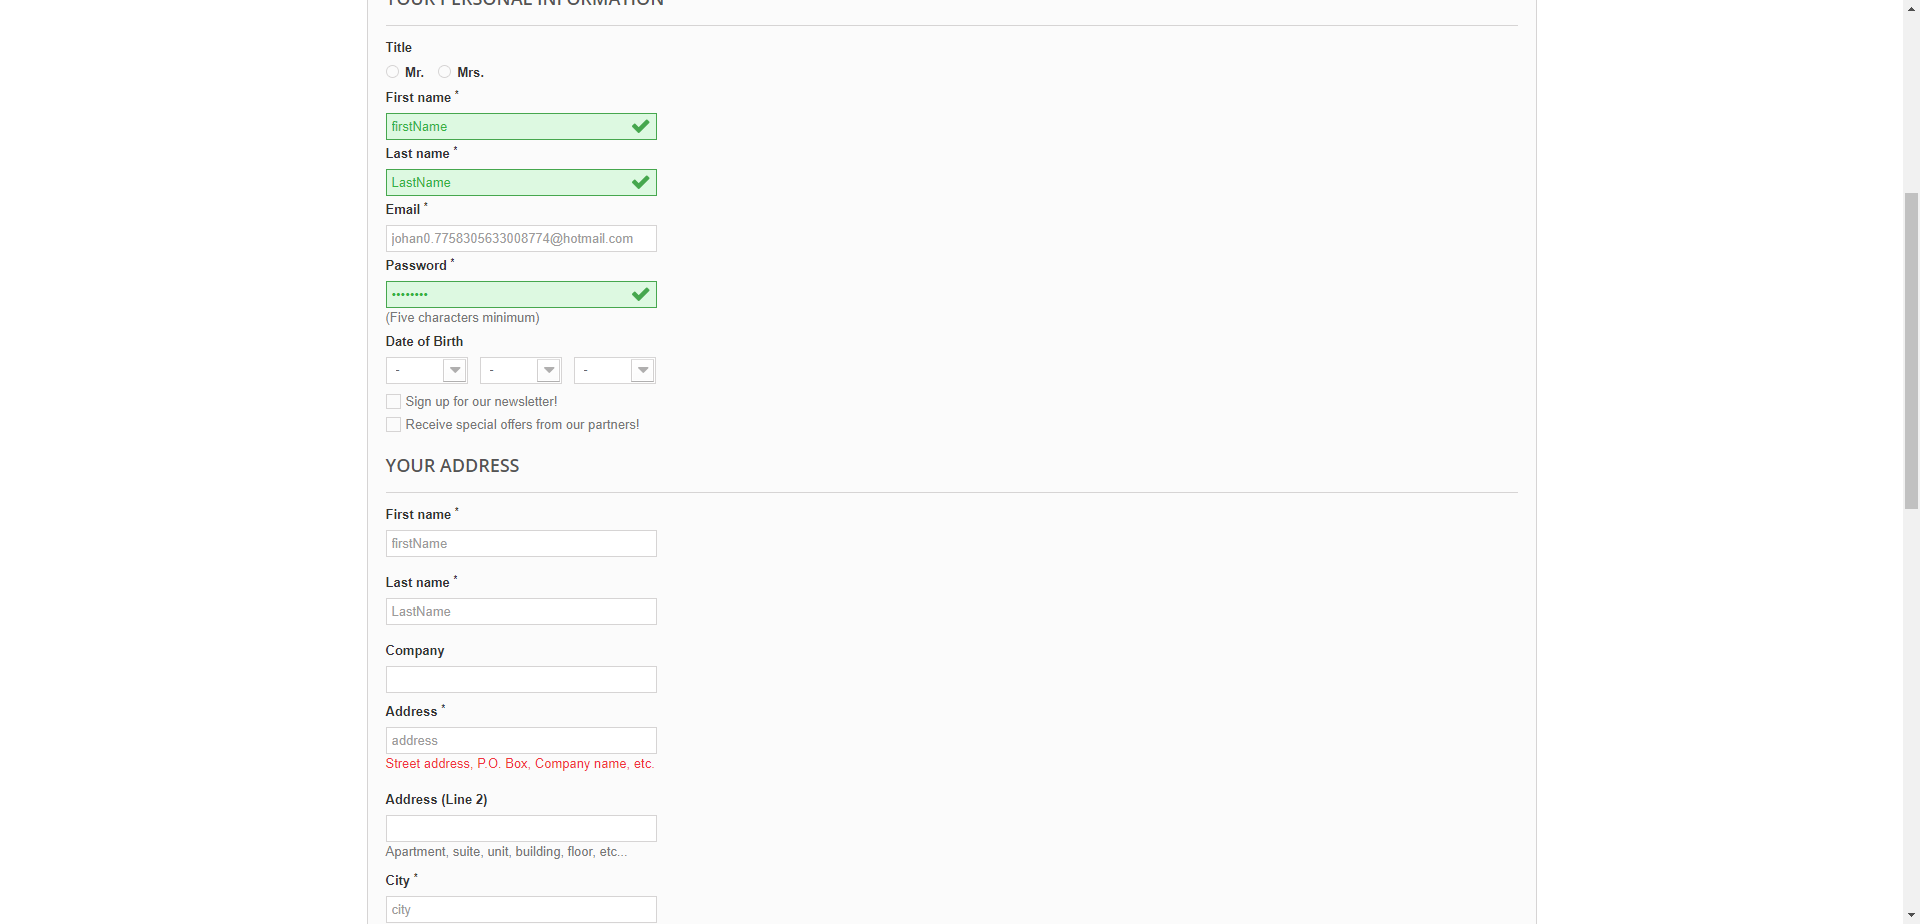 YOUR PERSONAL INFORMATION
Title
Mr. Mrs.
First name *
firstName
Last name *
LastName
Email *
johan0.7758305633008774@hotmail.com
Password *
••••••••
(Five characters minimum)
Date of Birth
- - -
Sign up for our newsletter!
Receive special offers from our partners!
YOUR ADDRESS
First name *
firstName
Last name *
LastName
Company
Address *
address
Street address, P.O. Box, Company name, etc.
Address (Line 2)
Apartment, suite, unit, building, floor, etc...
City *
city